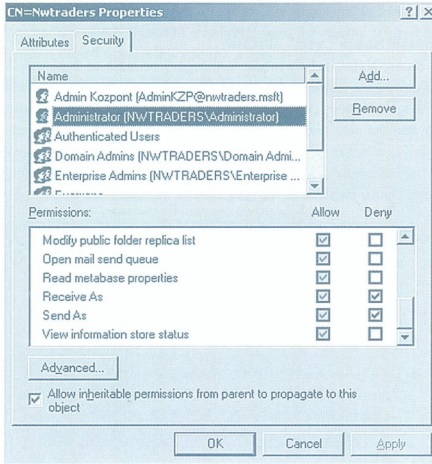 CN=Nwtraders Properties
Attributes Security
Name
Admin Kozpont (AdminKZP@nwtraders.msft)
Administrator (NWTRADERS\Administrator)
Authenticated Users
Domain Admins (NWTRADERS\Domain Admi...
Enterprise Admins (NWTRADERS\Enterprise ...
Add...
Remove
Permissions: Allow Deny
Modify public folder replica list
Open mail send queue
Read metabase properties
Receive As
Send As
View information store status
Advanced...
Allow inheritable permissions from parent to propagate to this
object
OK Cancel Apply